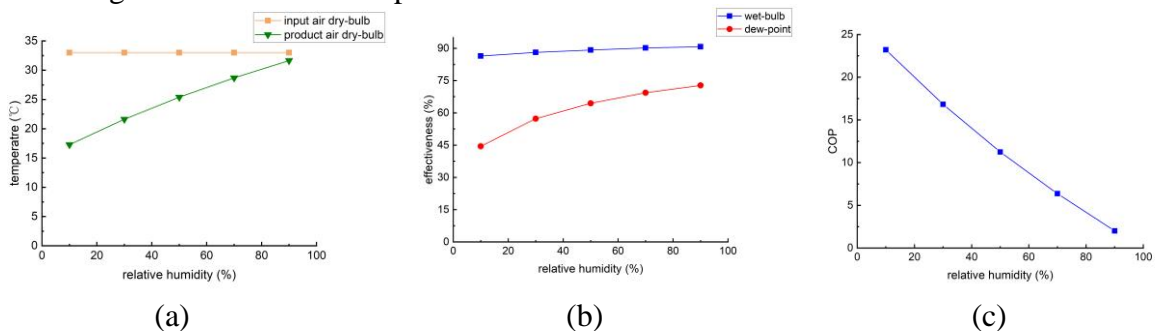 input air dry-bulb
product air dry-bulb
35
30
25
20
15
10
5
0
temperatre (℃)
0 20 40 60 80 100
relative humidity (%)
(a)
wet-bulb
dew-point
90
75
60
45
30
15
0
effectiveness (%)
0 20 40 60 80 100
relative humidity (%)
(b)
25
20
15
10
5
0
COP
0 20 40 60 80 100
relative humidity (%)
(c)